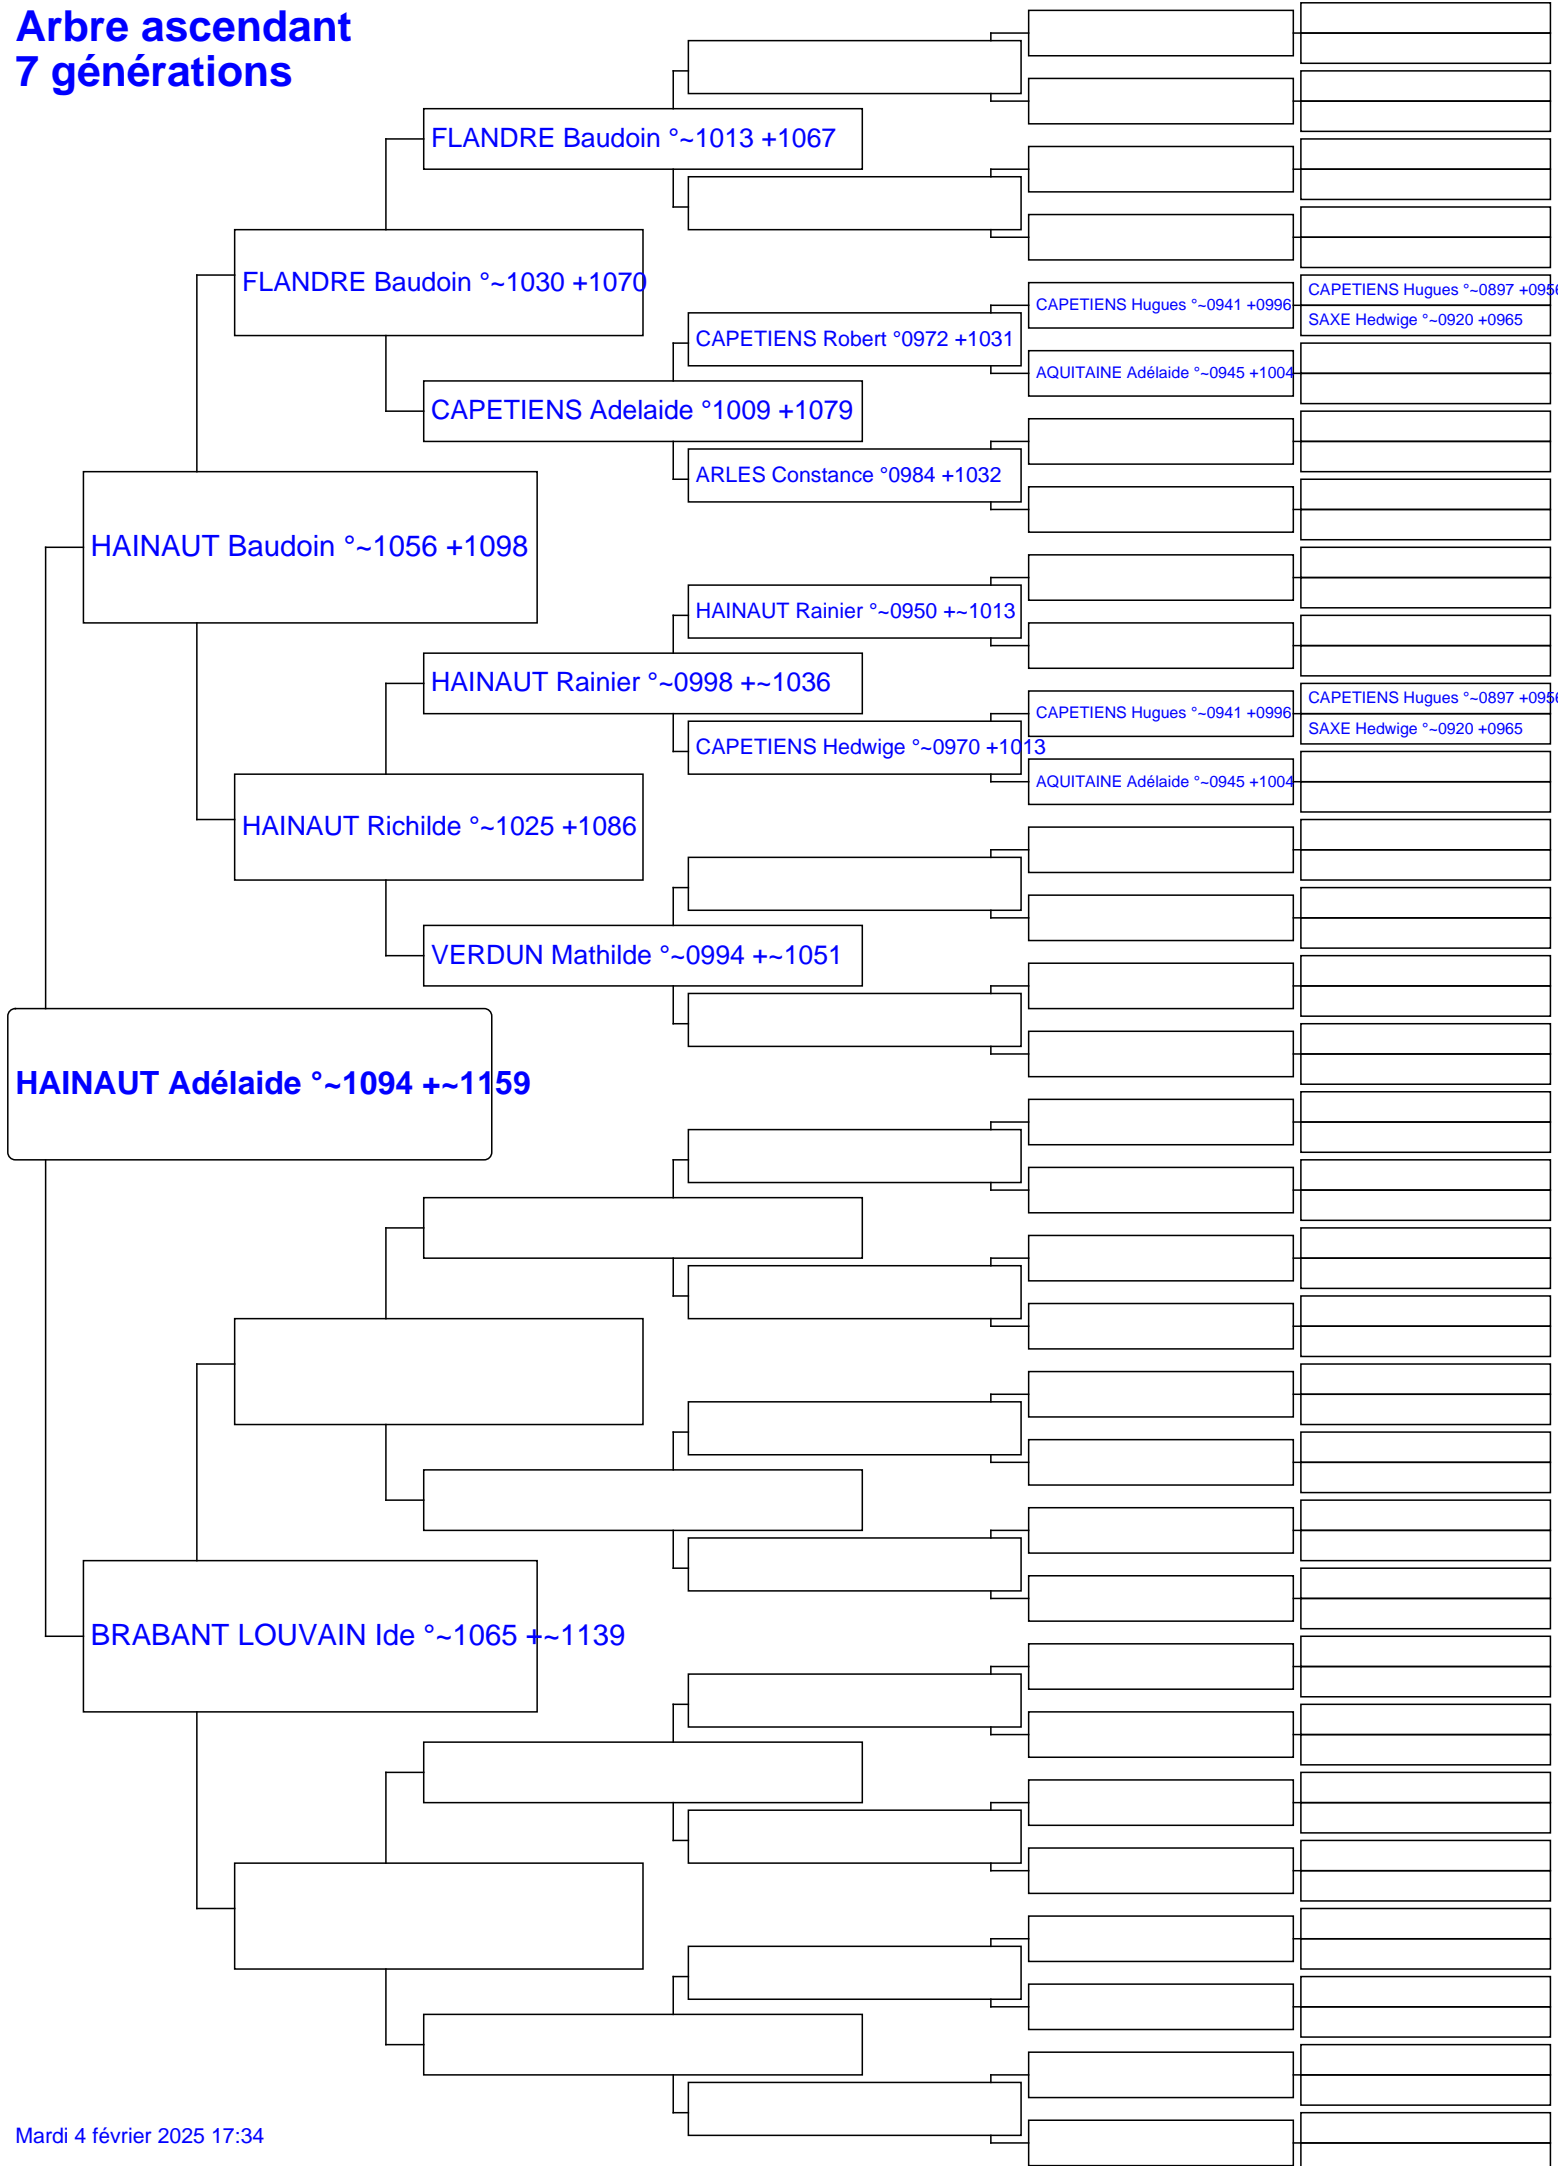 Arbre ascendant
7 générations
FLANDRE Baudoin °~1013 +1067
FLANDRE Baudoin °~1030 +1070
CAPETIENS Hugues °~0941 +0996
CAPETIENS Hugues °~0897 +0956
SAXE Hedwige °~0920 +0965
CAPETIENS Robert °0972 +1031
AQUITAINE Adélaide °~0945 +1004
CAPETIENS Adelaide °1009 +1079
ARLES Constance °0984 +1032
HAINAUT Baudoin °~1056 +1098
HAINAUT Rainier °~0950 +~1013
HAINAUT Rainier °~0998 +~1036
CAPETIENS Hugues °~0941 +0996
CAPETIENS Hugues °~0897 +0956
SAXE Hedwige °~0920 +0965
CAPETIENS Hedwige °~0970 +1013
AQUITAINE Adélaide °~0945 +1004
HAINAUT Richilde °~1025 +1086
VERDUN Mathilde °~0994 +~1051
HAINAUT Adélaide °~1094 +~1159
BRABANT LOUVAIN Ide °~1065 +~1139
Mardi 4 février 2025 17:34